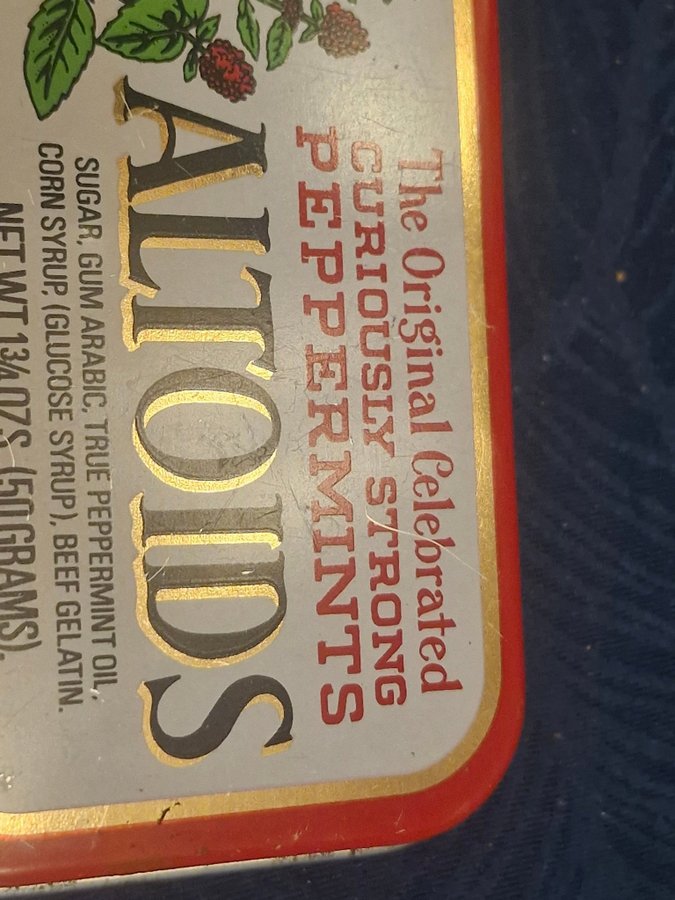 The Original Celebrated
CURIOUSLY STRONG
PEPPERMINTS
ALTOIDS
SUGAR, GUM ARABIC, TRUE PEPPERMINT OIL,
CORN SYRUP, (GLUCOSE SYRUP), BEEF GELATIN.
NET WT 1¾ OZS (50 GRAMS).